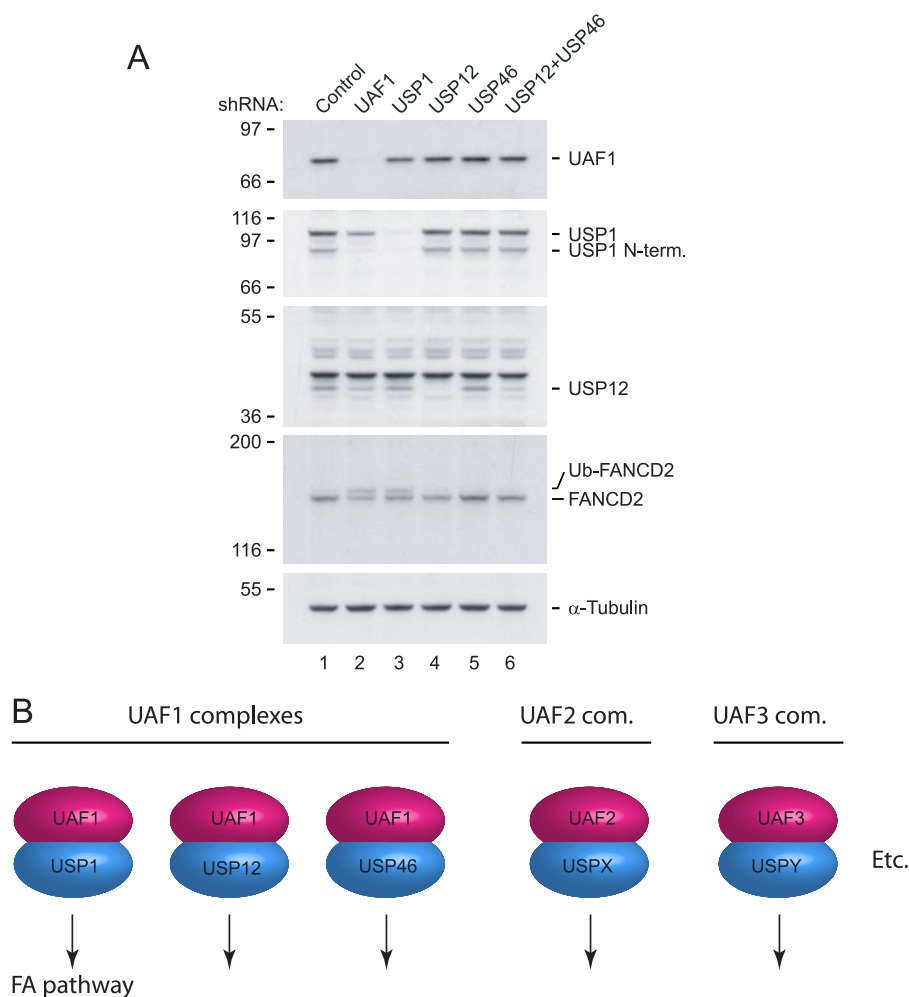 A
shRNA: Control UAF1 USP1 USP12 USP46 USP12+USP46
97 -
- UAF1
66 -
116 -
- USP1
97 -
- USP1 N-term.
66 -
55 -
- USP12
36 -
200 -
Ub-FANCD2
FANCD2
116 -
55 -
- α-Tubulin
1 2 3 4 5 6
B
UAF1 complexes UAF2 com. UAF3 com.
UAF1 UAF1 UAF1 UAF2 UAF3
USP1 USP12 USP46 USPX USPY Etc.
FA pathway